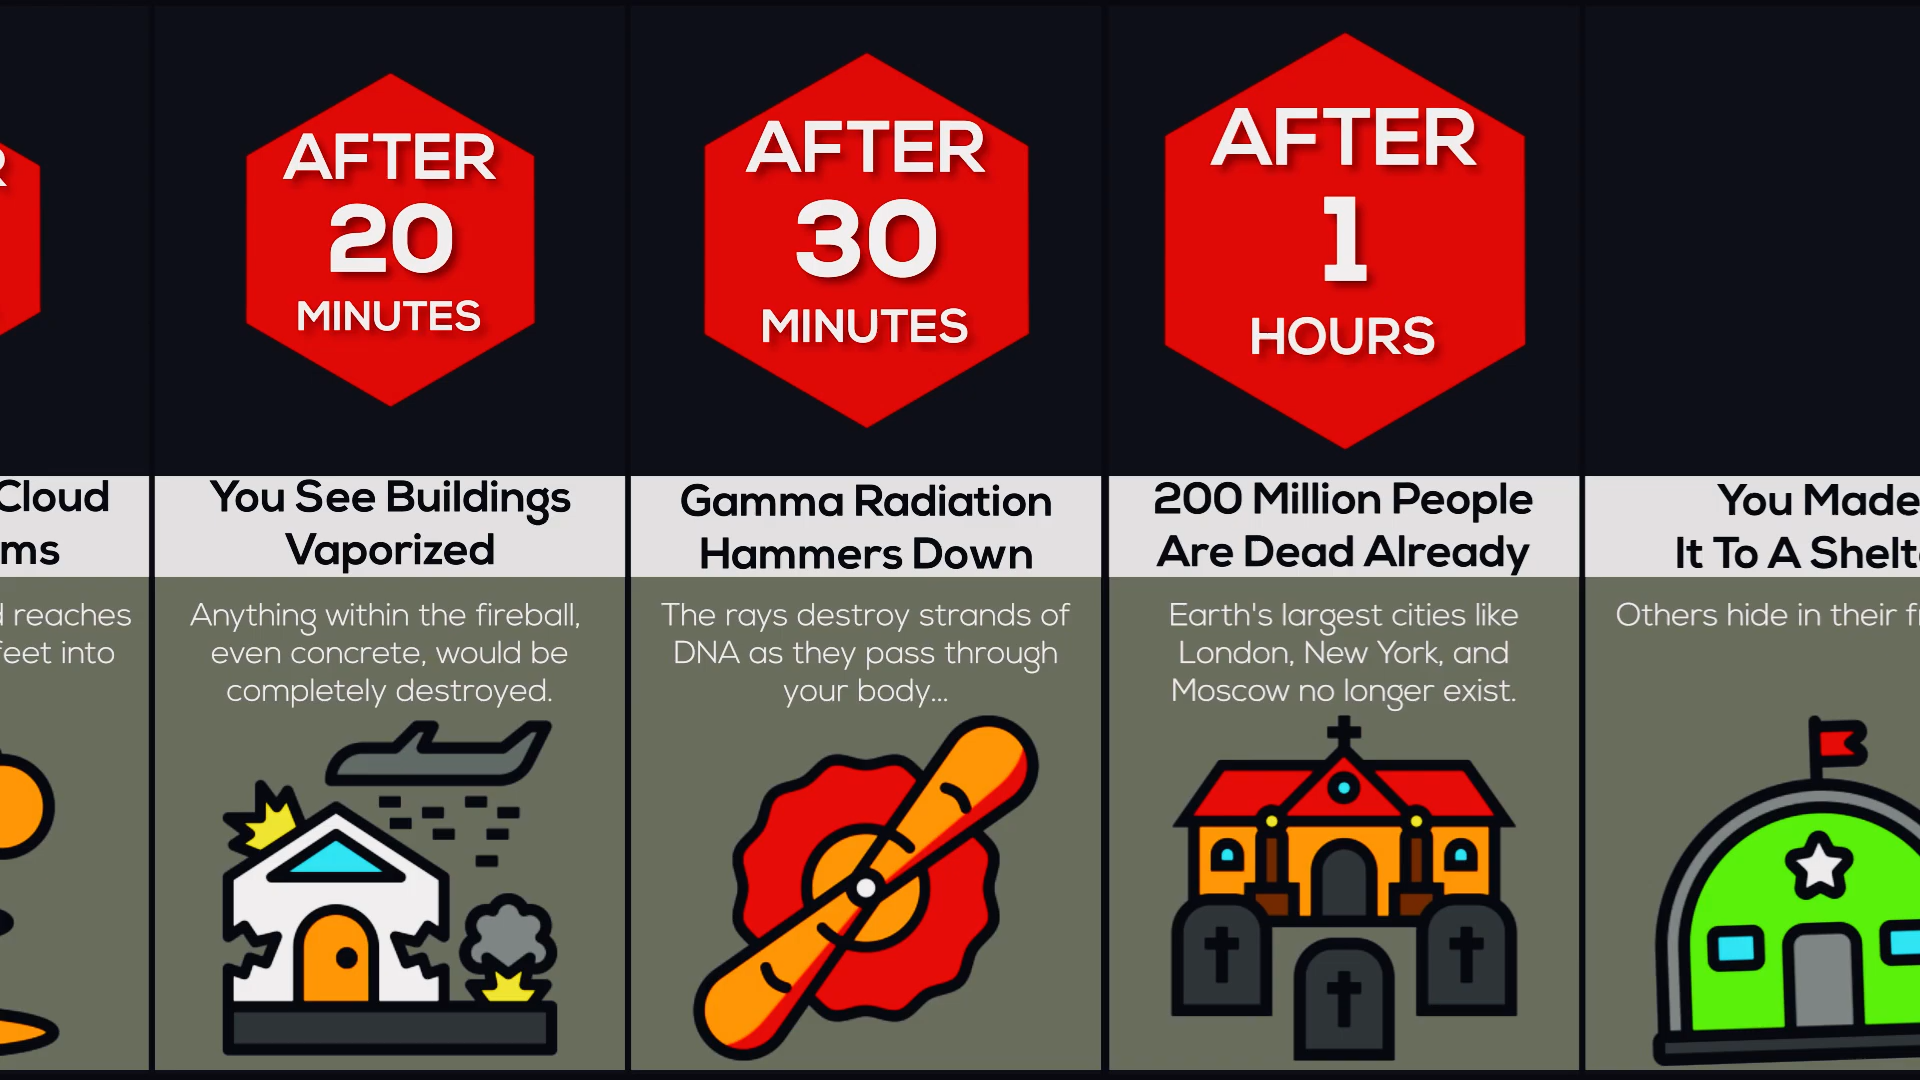 R
Cloud
ms
d reaches
feet into
AFTER
20
MINUTES
You See Buildings
Vaporized
Anything within the fireball,
even concrete, would be
completely destroyed.
AFTER
30
MINUTES
Gamma Radiation
Hammers Down
The rays destroy strands of
DNA as they pass through
your body...
AFTER
1
HOURS
200 Million People
Are Dead Already
Earth's largest cities like
London, New York, and
Moscow no longer exist.
You Made
It To A Shelt
Others hide in their f